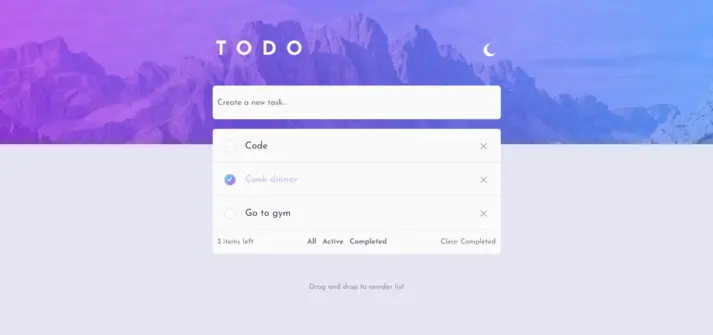 TODO
Create a new task...
Code
Cook dinner
Go to gym
3 items left All Active Completed Clear Completed
Drag and drop to reorder list